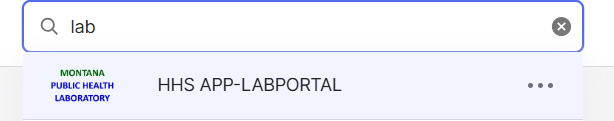 lab
MONTANA
PUBLIC HEALTH
LABORATORY
HHS APP-LABPORTAL